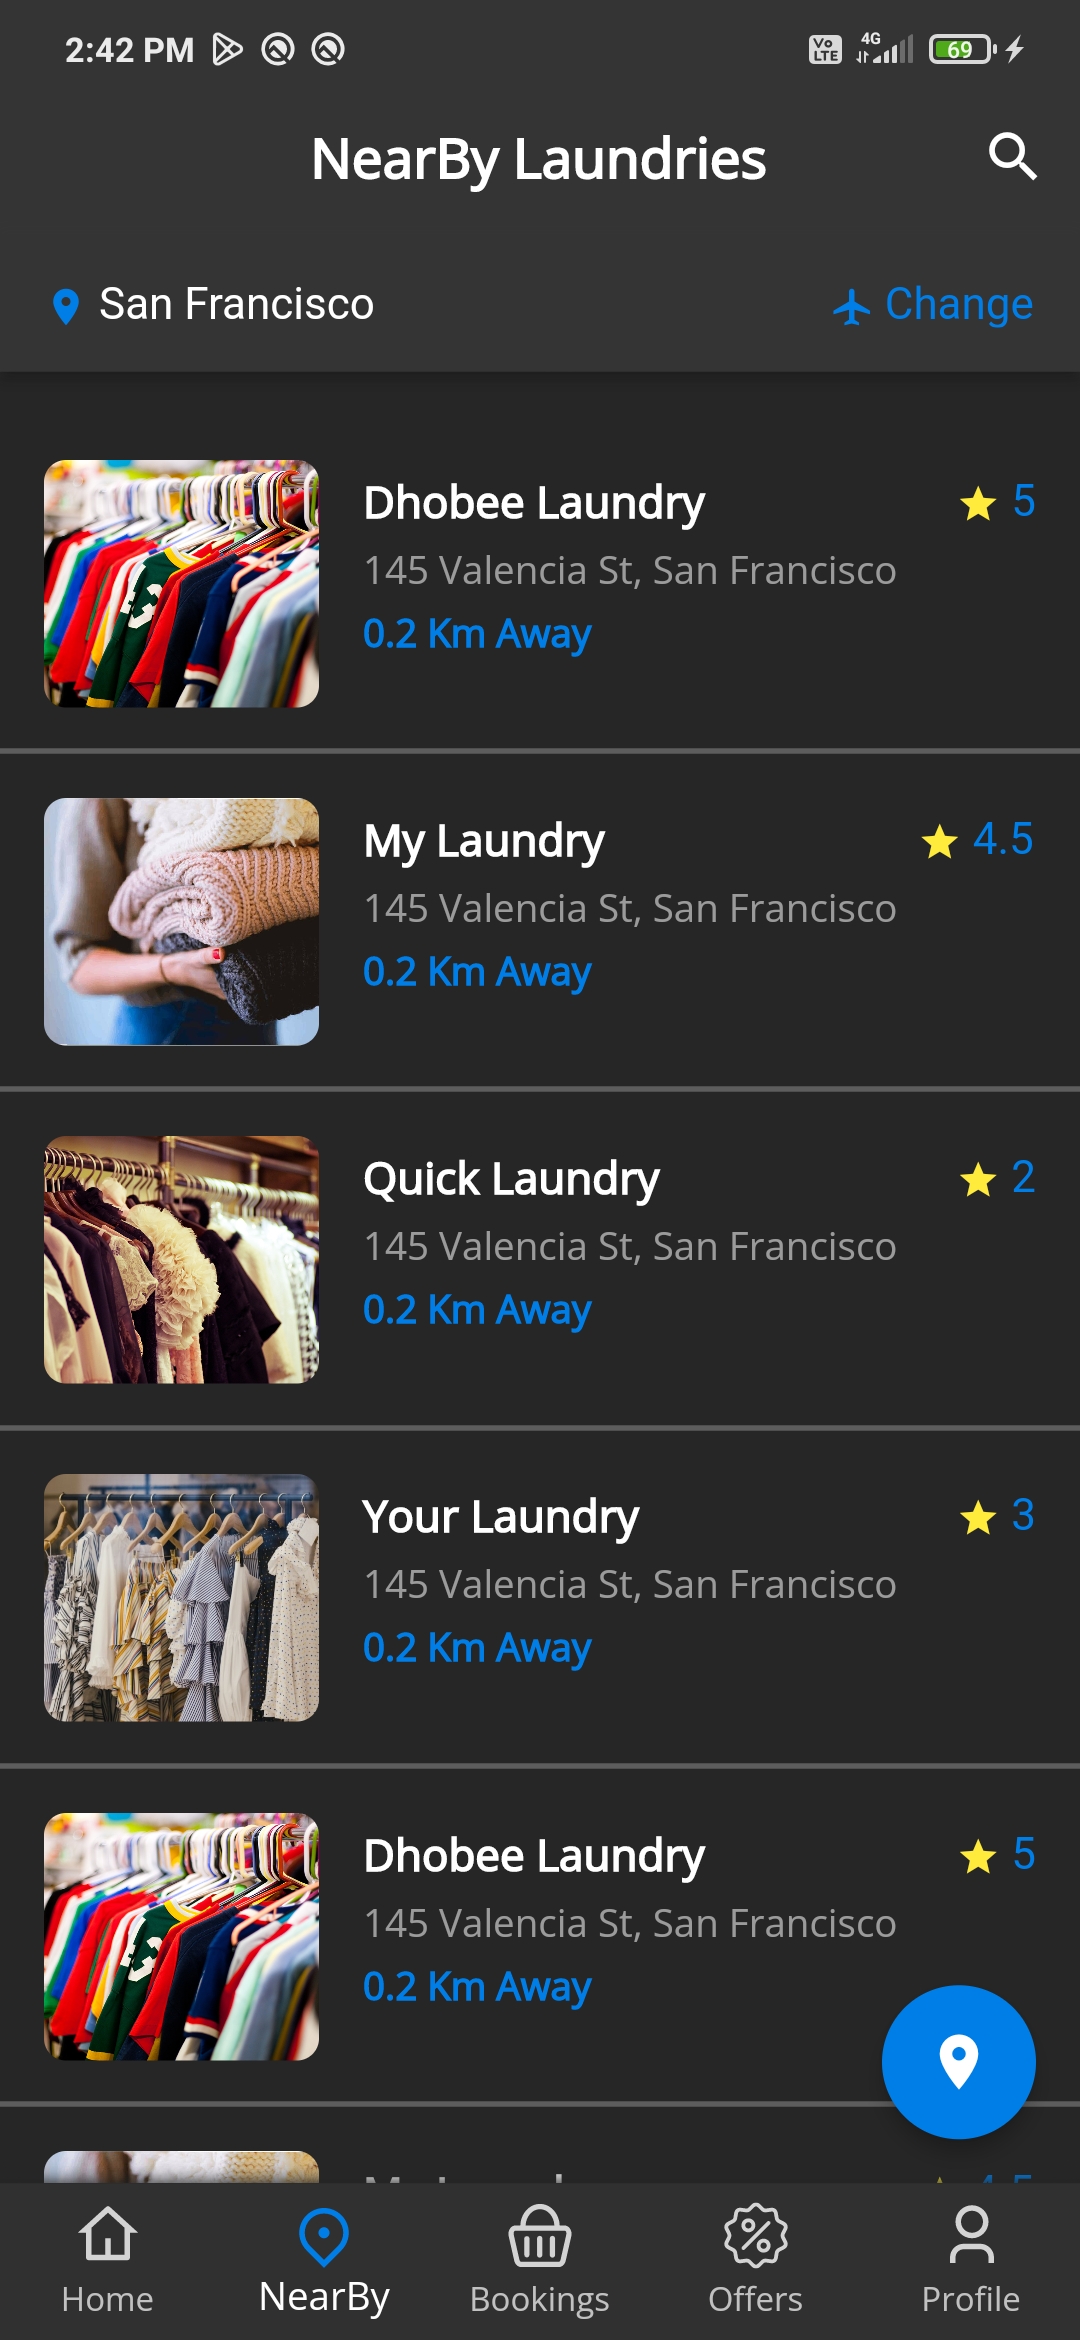 2:42 PM
Vo LTE 4G 69
NearBy Laundries
San Francisco
Change
Dhobee Laundry
5
145 Valencia St, San Francisco
0.2 Km Away
My Laundry
4.5
145 Valencia St, San Francisco
0.2 Km Away
Quick Laundry
2
145 Valencia St, San Francisco
0.2 Km Away
Your Laundry
3
145 Valencia St, San Francisco
0.2 Km Away
Dhobee Laundry
5
145 Valencia St, San Francisco
0.2 Km Away
Home
NearBy
Bookings
Offers
Profile